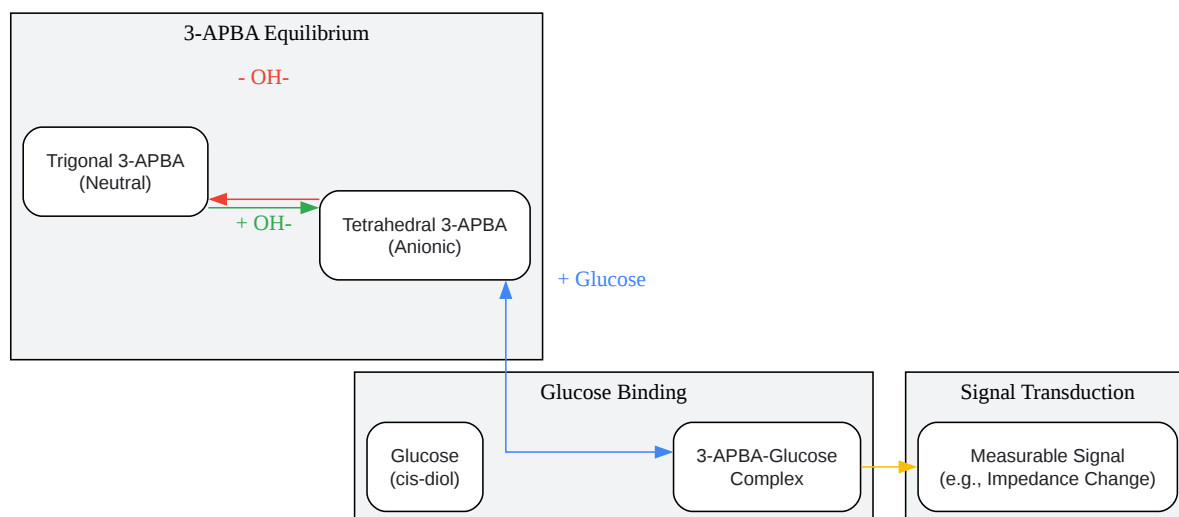 3-APBA Equilibrium
- OH-
Trigonal 3-APBA
(Neutral)
+ OH-
Tetrahedral 3-APBA
(Anionic)
+ Glucose
Glucose Binding
Glucose
(cis-diol)
3-APBA-Glucose
Complex
Signal Transduction
Measurable Signal
(e.g., Impedance Change)